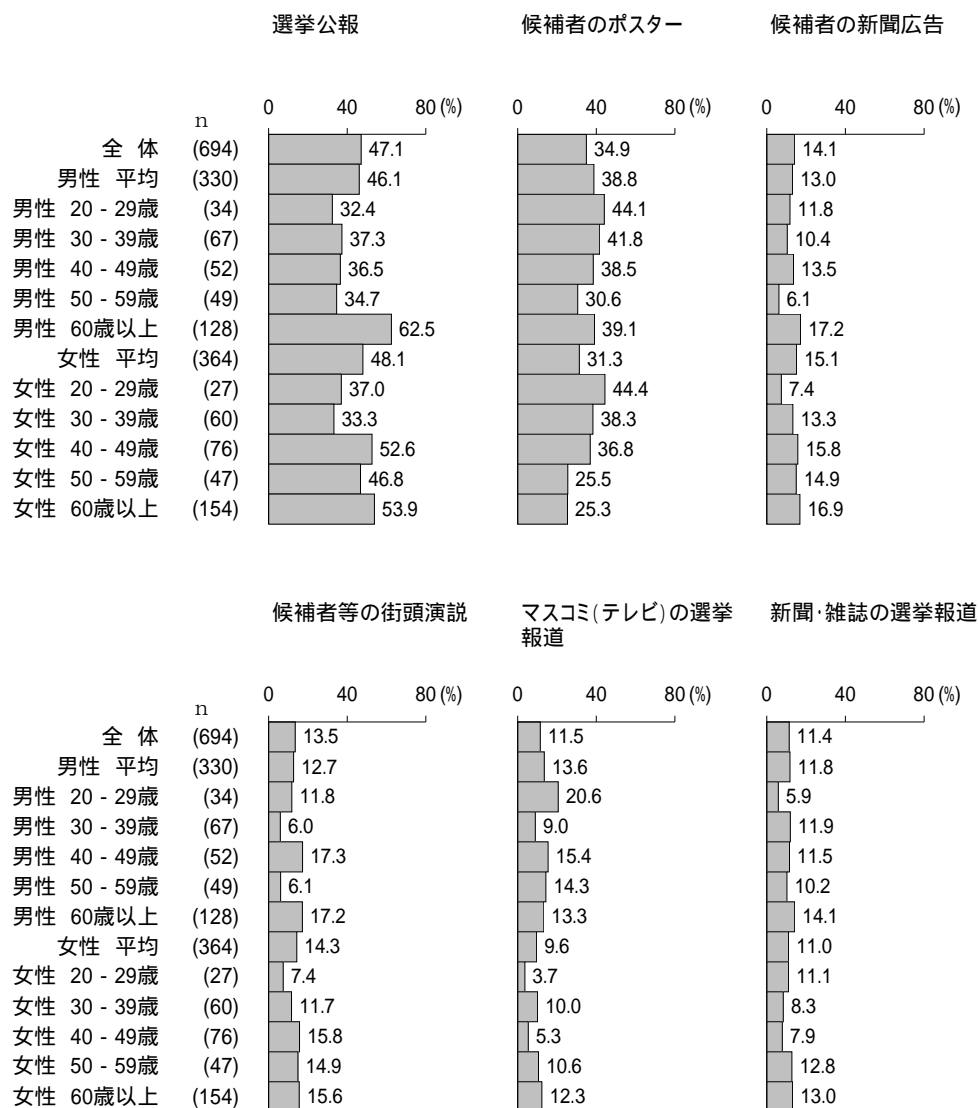 選挙公報 候補者のポスター 候補者の新聞広告
0 40 80 (%) 0 40 80 (%) 0 40 80 (%)
n
全 体 (694) 47.1 34.9 14.1
男性 平均 (330) 46.1 38.8 13.0
男性 20 - 29歳 (34) 32.4 44.1 11.8
男性 30 - 39歳 (67) 37.3 41.8 10.4
男性 40 - 49歳 (52) 36.5 38.5 13.5
男性 50 - 59歳 (49) 34.7 30.6 6.1
男性 60歳以上 (128) 62.5 39.1 17.2
女性 平均 (364) 48.1 31.3 15.1
女性 20 - 29歳 (27) 37.0 44.4 7.4
女性 30 - 39歳 (60) 33.3 38.3 13.3
女性 40 - 49歳 (76) 52.6 36.8 15.8
女性 50 - 59歳 (47) 46.8 25.5 14.9
女性 60歳以上 (154) 53.9 25.3 16.9
候補者等の街頭演説 マスコミ(テレビ)の選挙 新聞･雑誌の選挙報道
報道
0 40 80 (%) 0 40 80 (%) 0 40 80 (%)
n
全 体 (694) 13.5 11.5 11.4
男性 平均 (330) 12.7 13.6 11.8
男性 20 - 29歳 (34) 11.8 20.6 5.9
男性 30 - 39歳 (67) 6.0 9.0 11.9
男性 40 - 49歳 (52) 17.3 15.4 11.5
男性 50 - 59歳 (49) 6.1 14.3 10.2
男性 60歳以上 (128) 17.2 13.3 14.1
女性 平均 (364) 14.3 9.6 11.0
女性 20 - 29歳 (27) 7.4 3.7 11.1
女性 30 - 39歳 (60) 11.7 10.0 8.3
女性 40 - 49歳 (76) 15.8 5.3 7.9
女性 50 - 59歳 (47) 14.9 10.6 12.8
女性 60歳以上 (154) 15.6 12.3 13.0